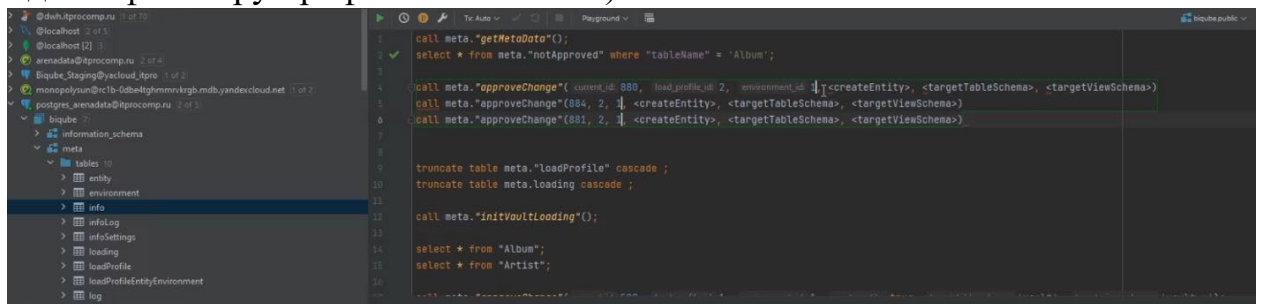 @dwh.itprocomp.ru 1 of 70
@localhost 2 of 5
@localhost [2] 3
arenadata@itprocomp.ru 2 of 4
Biqube_Staging@yacloud_itpro 1 of 2
monopolysun@rc1b-0dbe4tghmmmrvkrgb.mdb.yandexcloud.net 1 of 2
postgres_arenadata@itprocomp.ru 2 of 3
biqube 7
information_schema
meta
tables 10
entity
environment
info
infoLog
infoSettings
loading
loadProfile
loadProfileEntityEnvironment
log
Tx: Auto Playground biqube.public
1 call meta."getMetaData"();
2 select * from meta."notApproved" where "tableName" = 'Album';
3
4 call meta."approveChange"( current_id: 880, load_profile_id: 2, environment_id: 1, <createEntity>, <targetTableSchema>, <targetViewSchema>)
5 call meta."approveChange"(884, 2, 1, <createEntity>, <targetTableSchema>, <targetViewSchema>)
6 call meta."approveChange"(881, 2, 1, <createEntity>, <targetTableSchema>, <targetViewSchema>)
7
8
9 truncate table meta."loadProfile" cascade ;
10 truncate table meta.loading cascade ;
11
12 call meta."initVaultLoading"();
13
14 select * from "Album";
15 select * from "Artist";
16